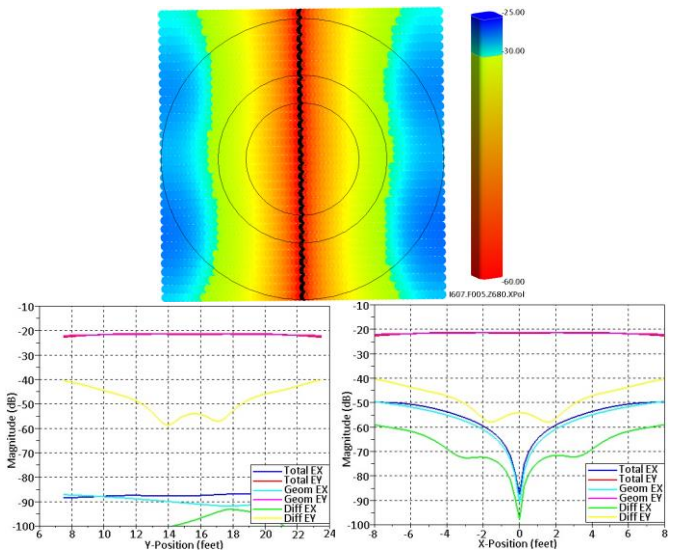 -25.00
-30.00
-60.00
I607.F005.Z680.XPol
-10
-20
-30
-40
-50
-60
-70
-80
-90
-100
Magnitude (dB)
6 8 10 12 14 16 18 20 22 24
Y-Position (feet)
Total EX
Total EY
Geom EX
Geom EY
Diff EX
Diff EY
-10
-20
-30
-40
-50
-60
-70
-80
-90
-100
Magnitude (dB)
-8 -6 -4 -2 0 2 4 6 8
X-Position (feet)
Total EX
Total EY
Geom EX
Geom EY
Diff EX
Diff EY